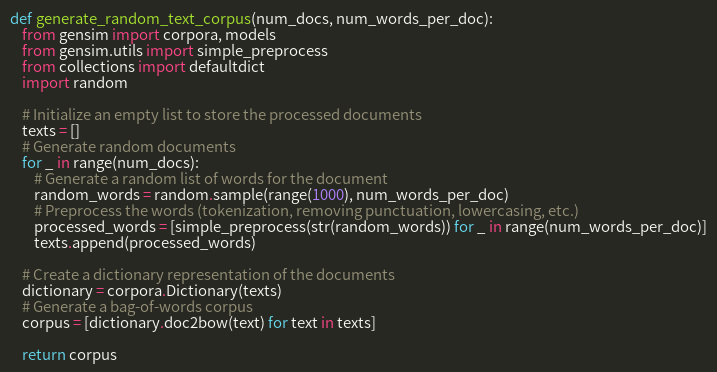 def generate_random_text_corpus(num_docs, num_words_per_doc):
    from gensim import corpora, models
    from gensim.utils import simple_preprocess
    from collections import defaultdict
    import random

    # Initialize an empty list to store the processed documents
    texts = []
    # Generate random documents
    for _ in range(num_docs):
        # Generate a random list of words for the document
        random_words = random.sample(range(1000), num_words_per_doc)
        # Preprocess the words (tokenization, removing punctuation, lowercasing, etc.)
        processed_words = [simple_preprocess(str(random_words)) for _ in range(num_words_per_doc)]
        texts.append(processed_words)

    # Create a dictionary representation of the documents
    dictionary = corpora.Dictionary(texts)
    # Generate a bag-of-words corpus
    corpus = [dictionary.doc2bow(text) for text in texts]

    return corpus